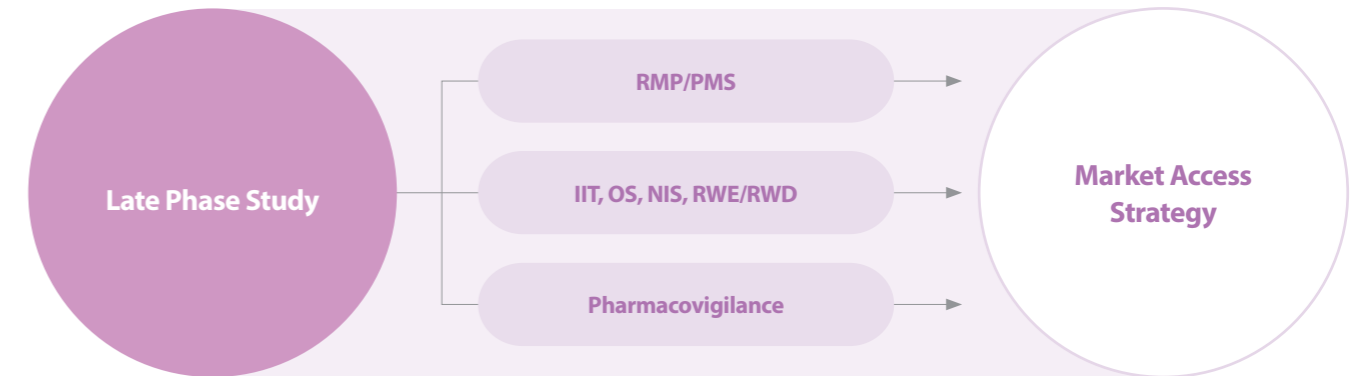 Late Phase Study
RMP/PMS
IIT, OS, NIS, RWE/RWD
Pharmacovigilance
Market Access
Strategy